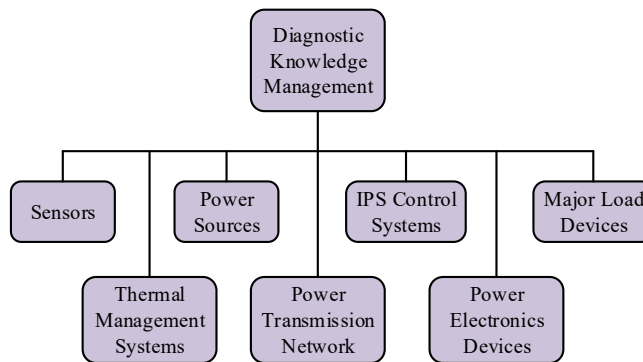 Diagnostic
Knowledge
Management
Sensors
Power
Sources
IPS Control
Systems
Major Load
Devices
Thermal
Management
Systems
Power
Transmission
Network
Power
Electronics
Devices